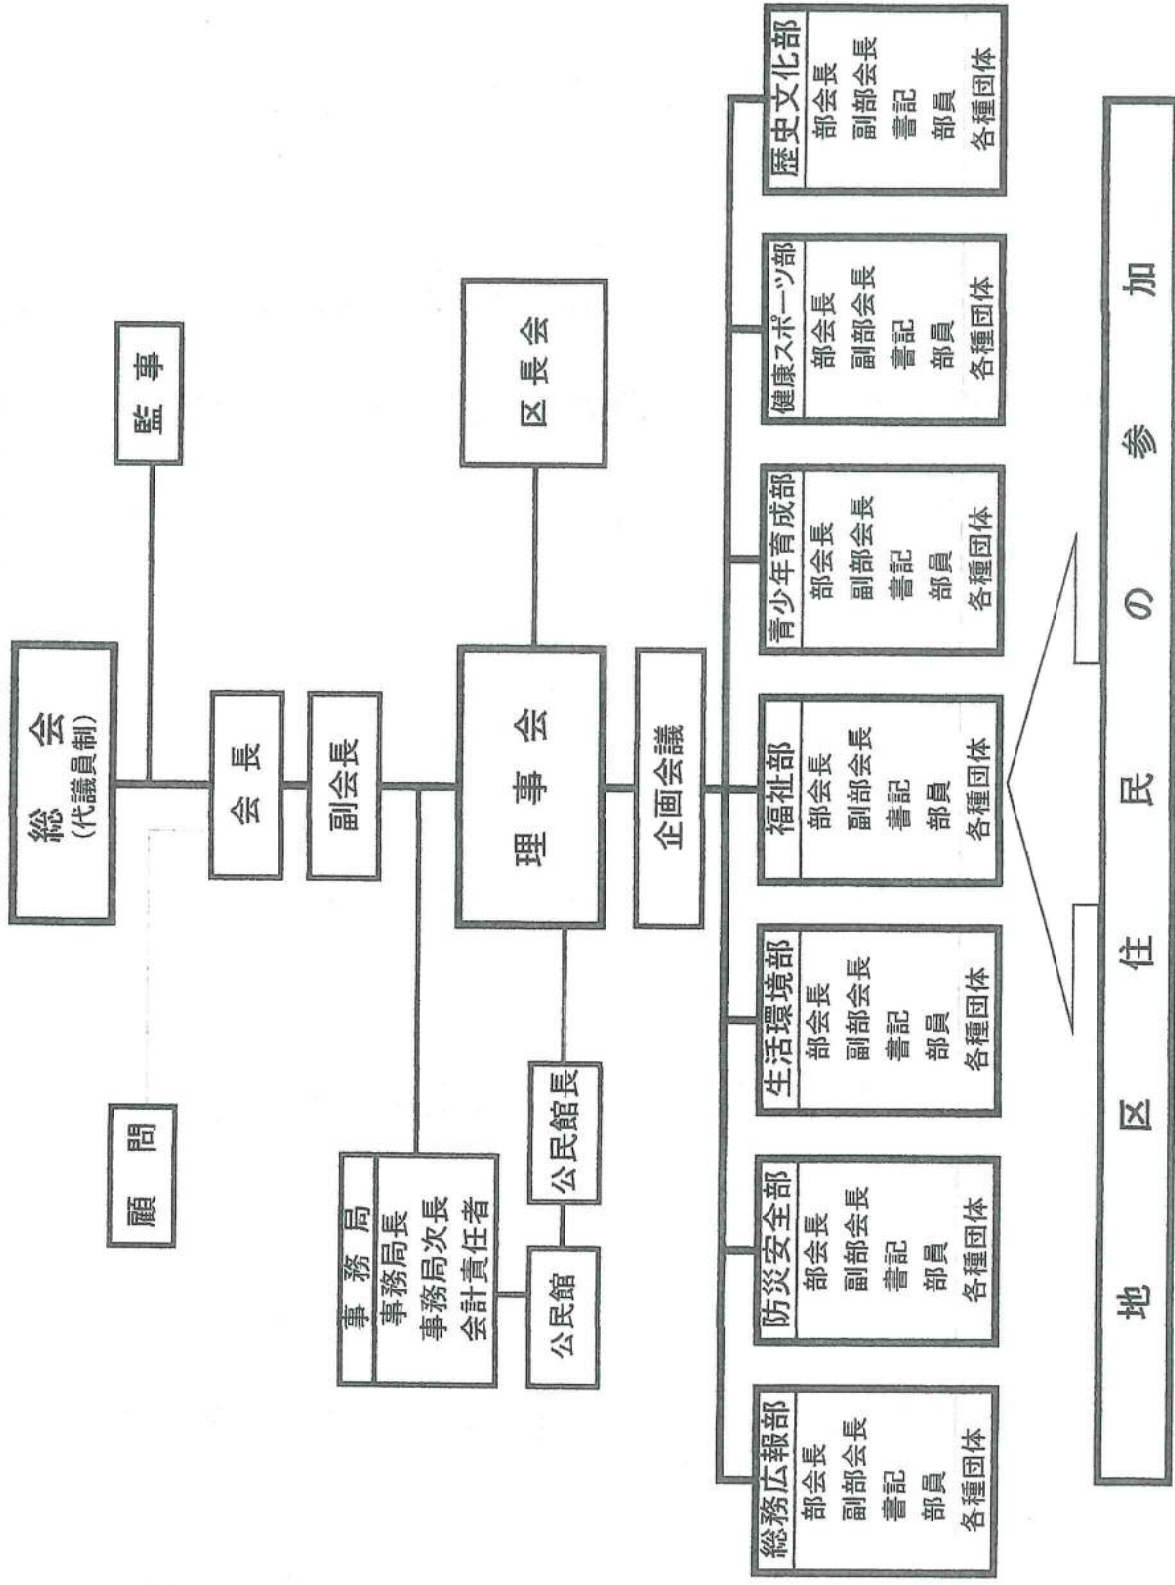 総会
(代議員制)
監事
顧問
会長
副会長
事務局
事務局長
事務局次長
会計責任者
理事会
区長会
公民館
公民館長
企画会議
総務広報部
部会長
副部会長
書記
部員
各種団体
防災安全部
部会長
副部会長
書記
部員
各種団体
生活環境部
部会長
副部会長
書記
部員
各種団体
福祉部
部会長
副部会長
書記
部員
各種団体
青少年育成部
部会長
副部会長
書記
部員
各種団体
健康スポーツ部
部会長
副部会長
書記
部員
各種団体
歴史文化部
部会長
副部会長
書記
部員
各種団体
地区住民の参加